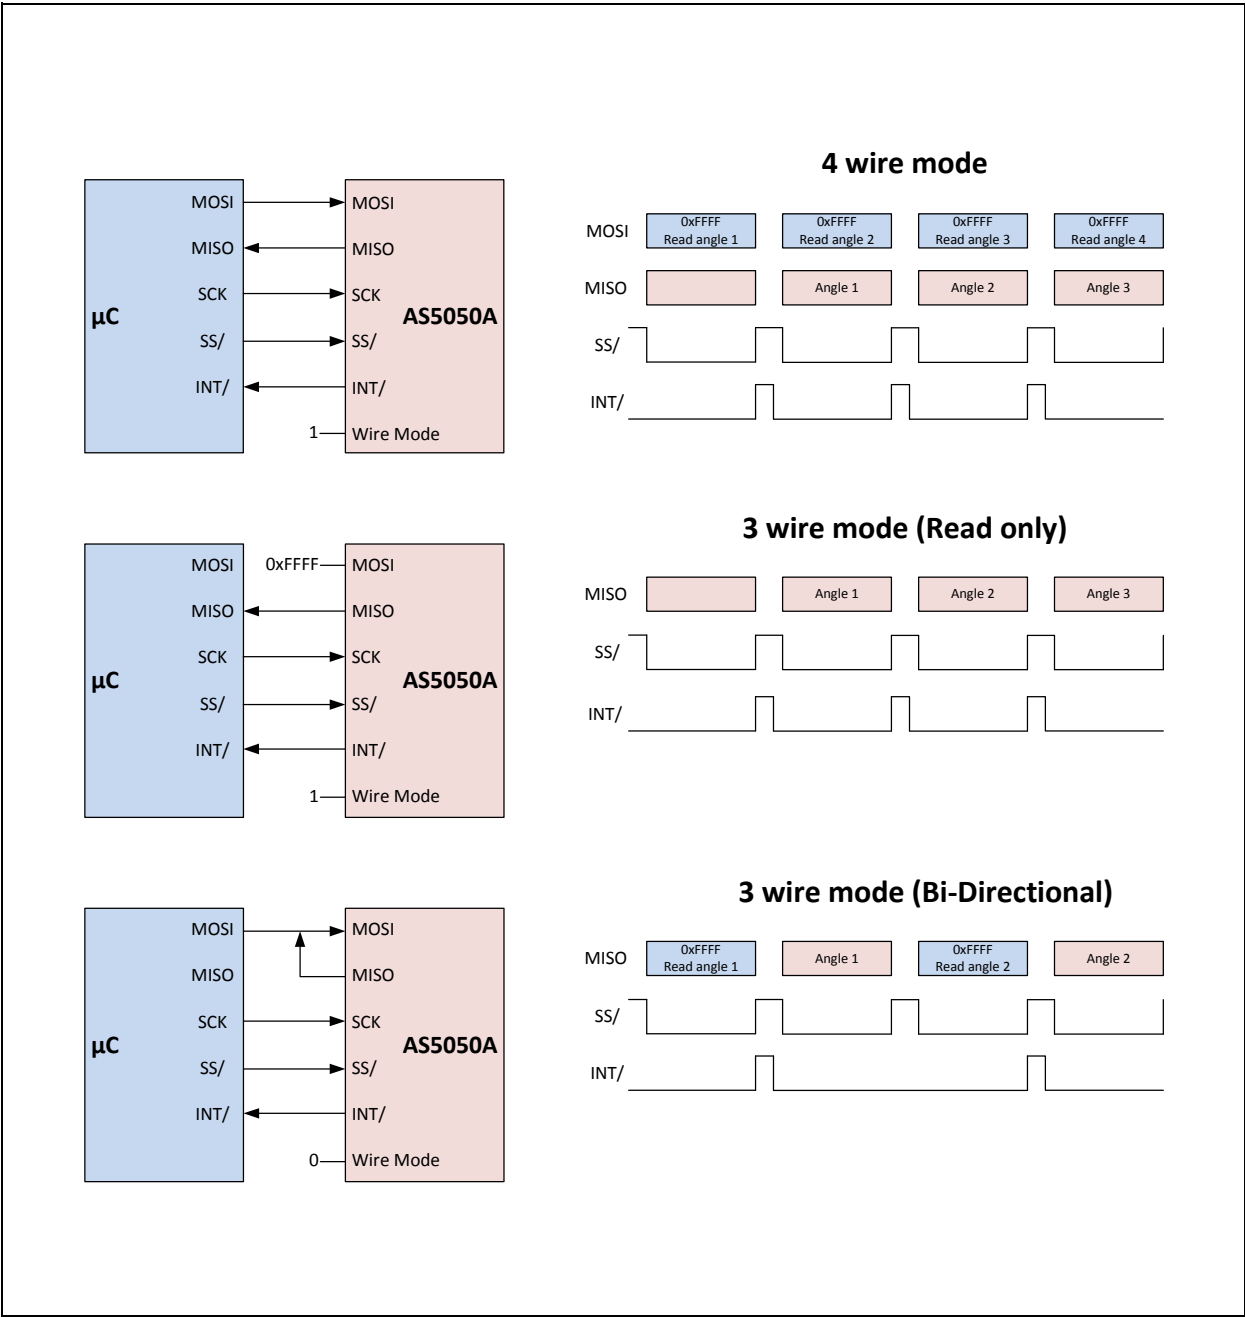 4 wire mode
µC
MOSI
MISO
SCK
SS/
INT/
AS5050A
MOSI
MISO
SCK
SS/
INT/
1
Wire Mode
MOSI
0xFFFF
Read angle 1
0xFFFF
Read angle 2
0xFFFF
Read angle 3
0xFFFF
Read angle 4
MISO
Angle 1
Angle 2
Angle 3
SS/
INT/
3 wire mode (Read only)
µC
MOSI
MISO
SCK
SS/
INT/
0xFFFF
AS5050A
MOSI
MISO
SCK
SS/
INT/
1
Wire Mode
MISO
Angle 1
Angle 2
Angle 3
SS/
INT/
3 wire mode (Bi-Directional)
µC
MOSI
MISO
SCK
SS/
INT/
AS5050A
MOSI
MISO
SCK
SS/
INT/
0
Wire Mode
MISO
0xFFFF
Read angle 1
Angle 1
0xFFFF
Read angle 2
Angle 2
SS/
INT/